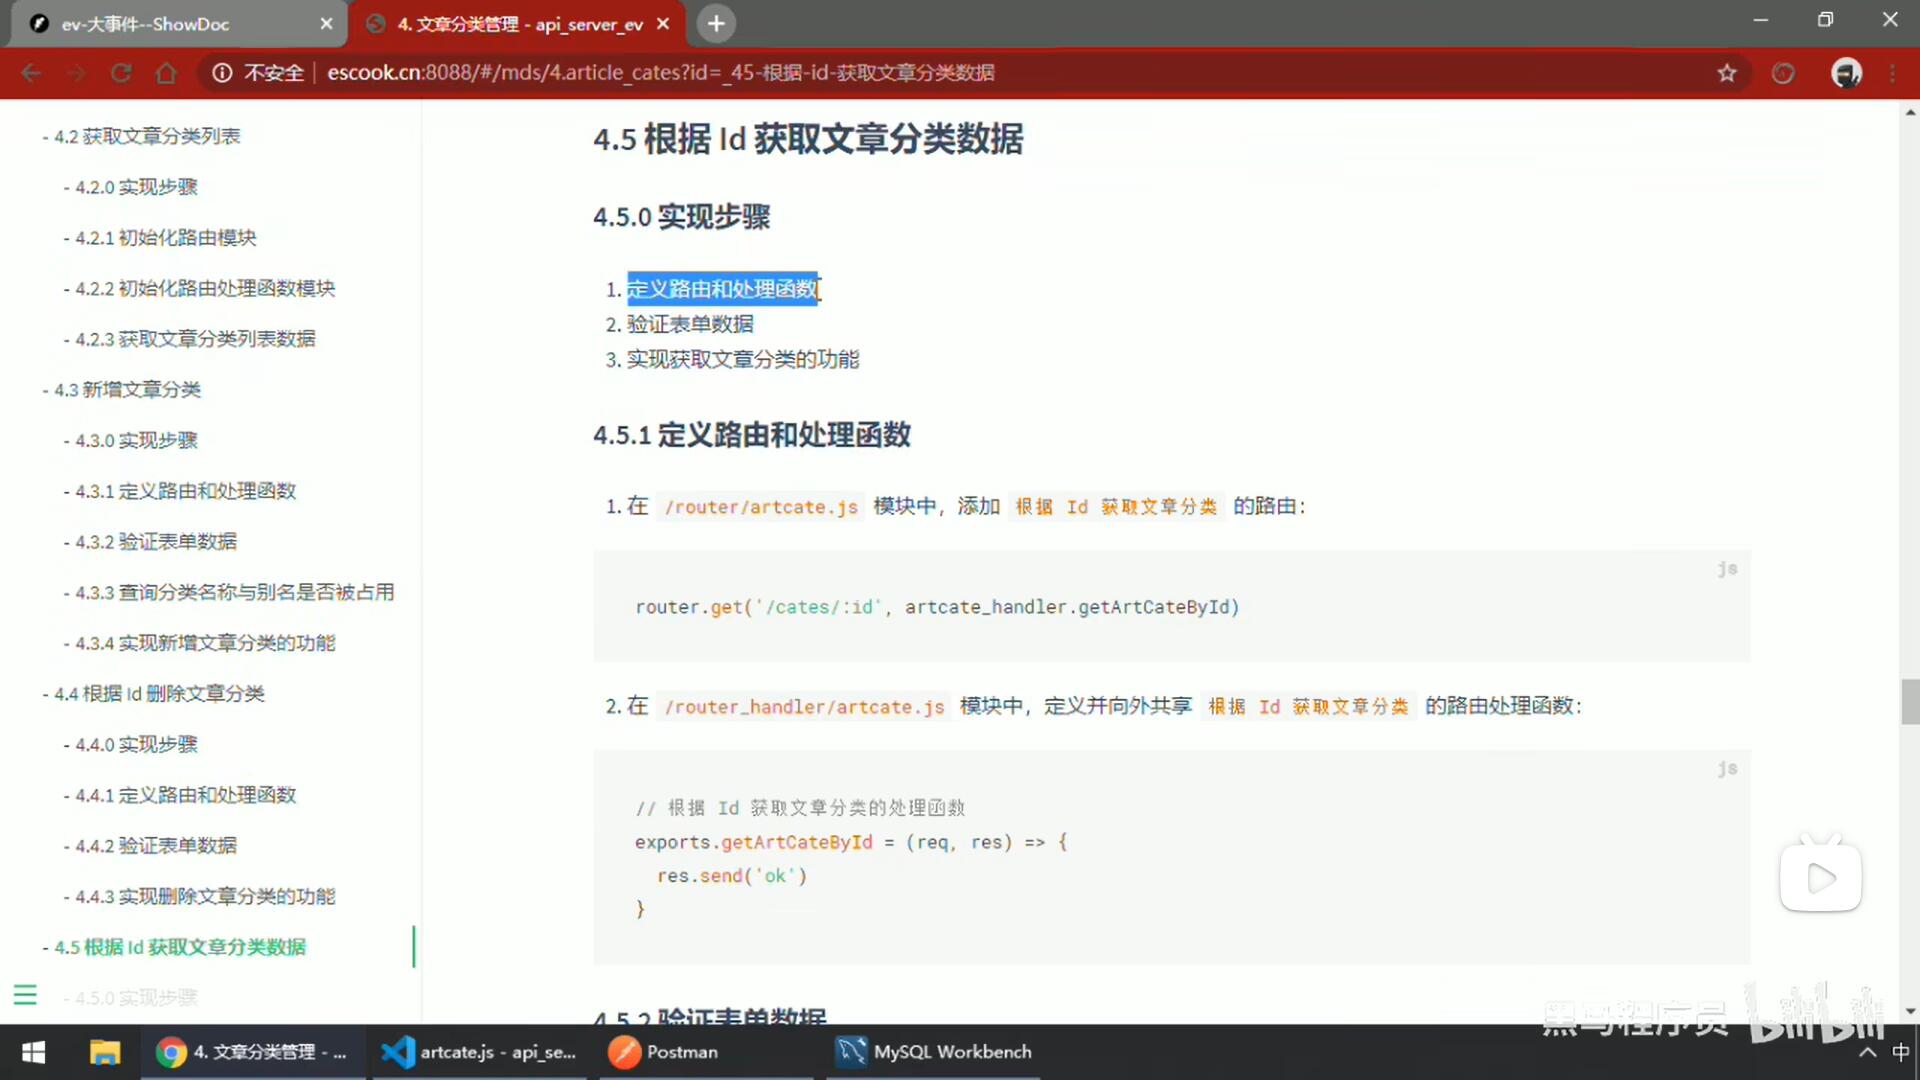 ev-大事件--ShowDoc
4. 文章分类管理 - api_server_ev
不安全
escook.cn:8088/#/mds/4.article_cates?id=_45-根据-id-获取文章分类数据
- 4.2 获取文章分类列表
- 4.2.0 实现步骤
- 4.2.1 初始化路由模块
- 4.2.2 初始化路由处理函数模块
- 4.2.3 获取文章分类列表数据
- 4.3 新增文章分类
- 4.3.0 实现步骤
- 4.3.1 定义路由和处理函数
- 4.3.2 验证表单数据
- 4.3.3 查询分类名称与别名是否被占用
- 4.3.4 实现新增文章分类的功能
- 4.4 根据 Id 删除文章分类
- 4.4.0 实现步骤
- 4.4.1 定义路由和处理函数
- 4.4.2 验证表单数据
- 4.4.3 实现删除文章分类的功能
- 4.5 根据 Id 获取文章分类数据
- 4.5.0 实现步骤
4.5 根据 Id 获取文章分类数据
4.5.0 实现步骤
1. 定义路由和处理函数
2. 验证表单数据
3. 实现获取文章分类的功能
4.5.1 定义路由和处理函数
1. 在 /router/artcate.js 模块中，添加 根据 Id 获取文章分类 的路由：
js
router.get('/cates/:id', artcate_handler.getArtCateById)
2. 在 /router_handler/artcate.js 模块中，定义并向外共享 根据 Id 获取文章分类 的路由处理函数：
js
// 根据 Id 获取文章分类的处理函数
exports.getArtCateById = (req, res) => {
res.send('ok')
}
4.5.2 验证表单数据
黑马程序员 bilibili
4. 文章分类管理 - ...
artcate.js - api_se...
Postman
MySQL Workbench
中